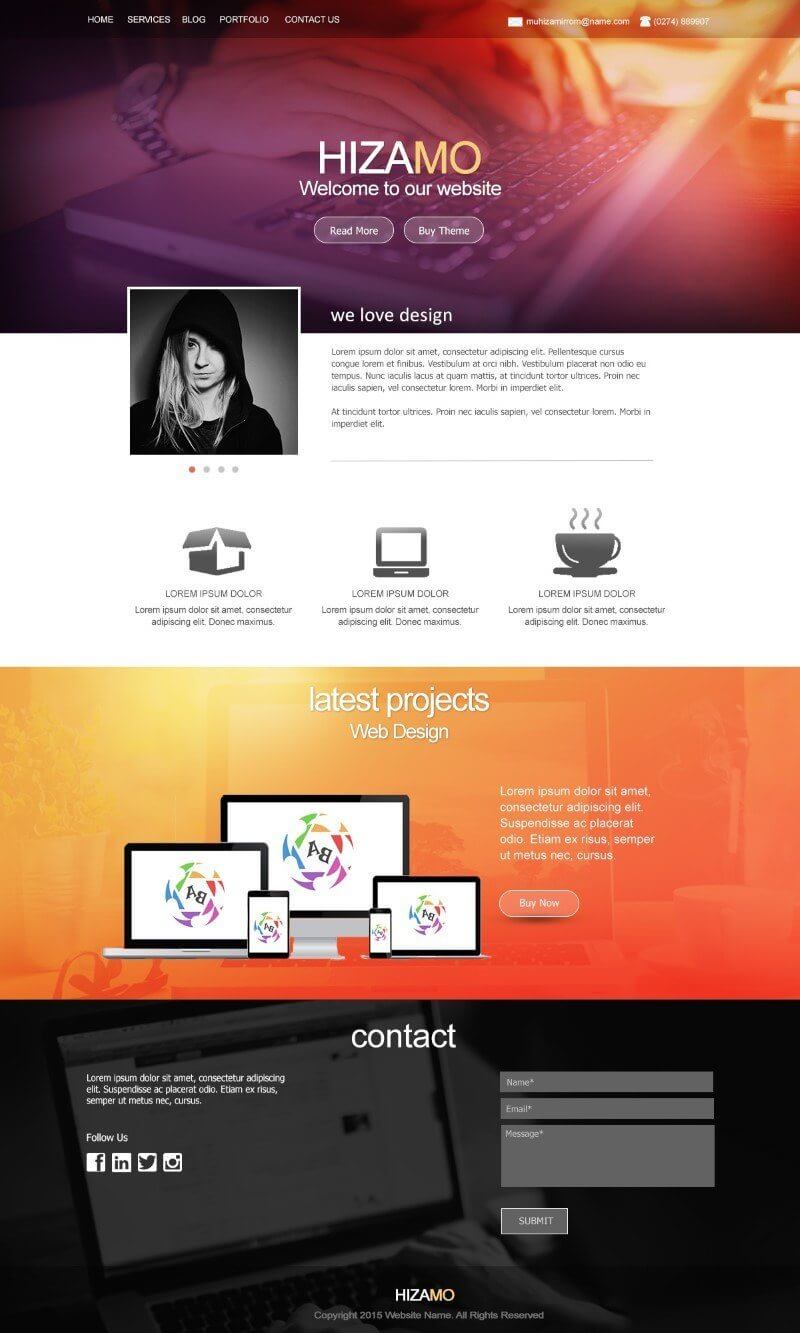 HOME SERVICES BLOG PORTFOLIO CONTACT US
muhizamirrom@name.com (0274) 889907
HIZAMO
Welcome to our website
Read More Buy Theme
we love design
Lorem ipsum dolor sit amet, consectetur adipiscing elit. Pellentesque cursus
congue lorem et finibus. Vestibulum at orci nibh. Vestibulum placerat non odio eu
tempus. Nunc iaculis lacus at quam mattis, at tincidunt tortor ultrices. Proin nec
iaculis sapien, vel consectetur lorem. Morbi in imperdiet elit.
At tincidunt tortor ultrices. Proin nec iaculis sapien, vel consectetur lorem. Morbi in
imperdiet elit.
LOREM IPSUM DOLOR
Lorem ipsum dolor sit amet, consectetur
adipiscing elit. Donec maximus.
LOREM IPSUM DOLOR
Lorem ipsum dolor sit amet, consectetur
adipiscing elit. Donec maximus.
LOREM IPSUM DOLOR
Lorem ipsum dolor sit amet, consectetur
adipiscing elit. Donec maximus.
latest projects
Web Design
Lorem ipsum dolor sit amet,
consectetur adipiscing elit.
Suspendisse ac placerat
odio. Etiam ex risus, semper
ut metus nec, cursus.
Buy Now
contact
Lorem ipsum dolor sit amet, consectetur adipiscing
elit. Suspendisse ac placerat odio. Etiam ex risus,
semper ut metus nec, cursus.
Follow Us
Name*
Email*
Message*
SUBMIT
HIZAMO
Copyright 2015 Website Name. All Rights Reserved